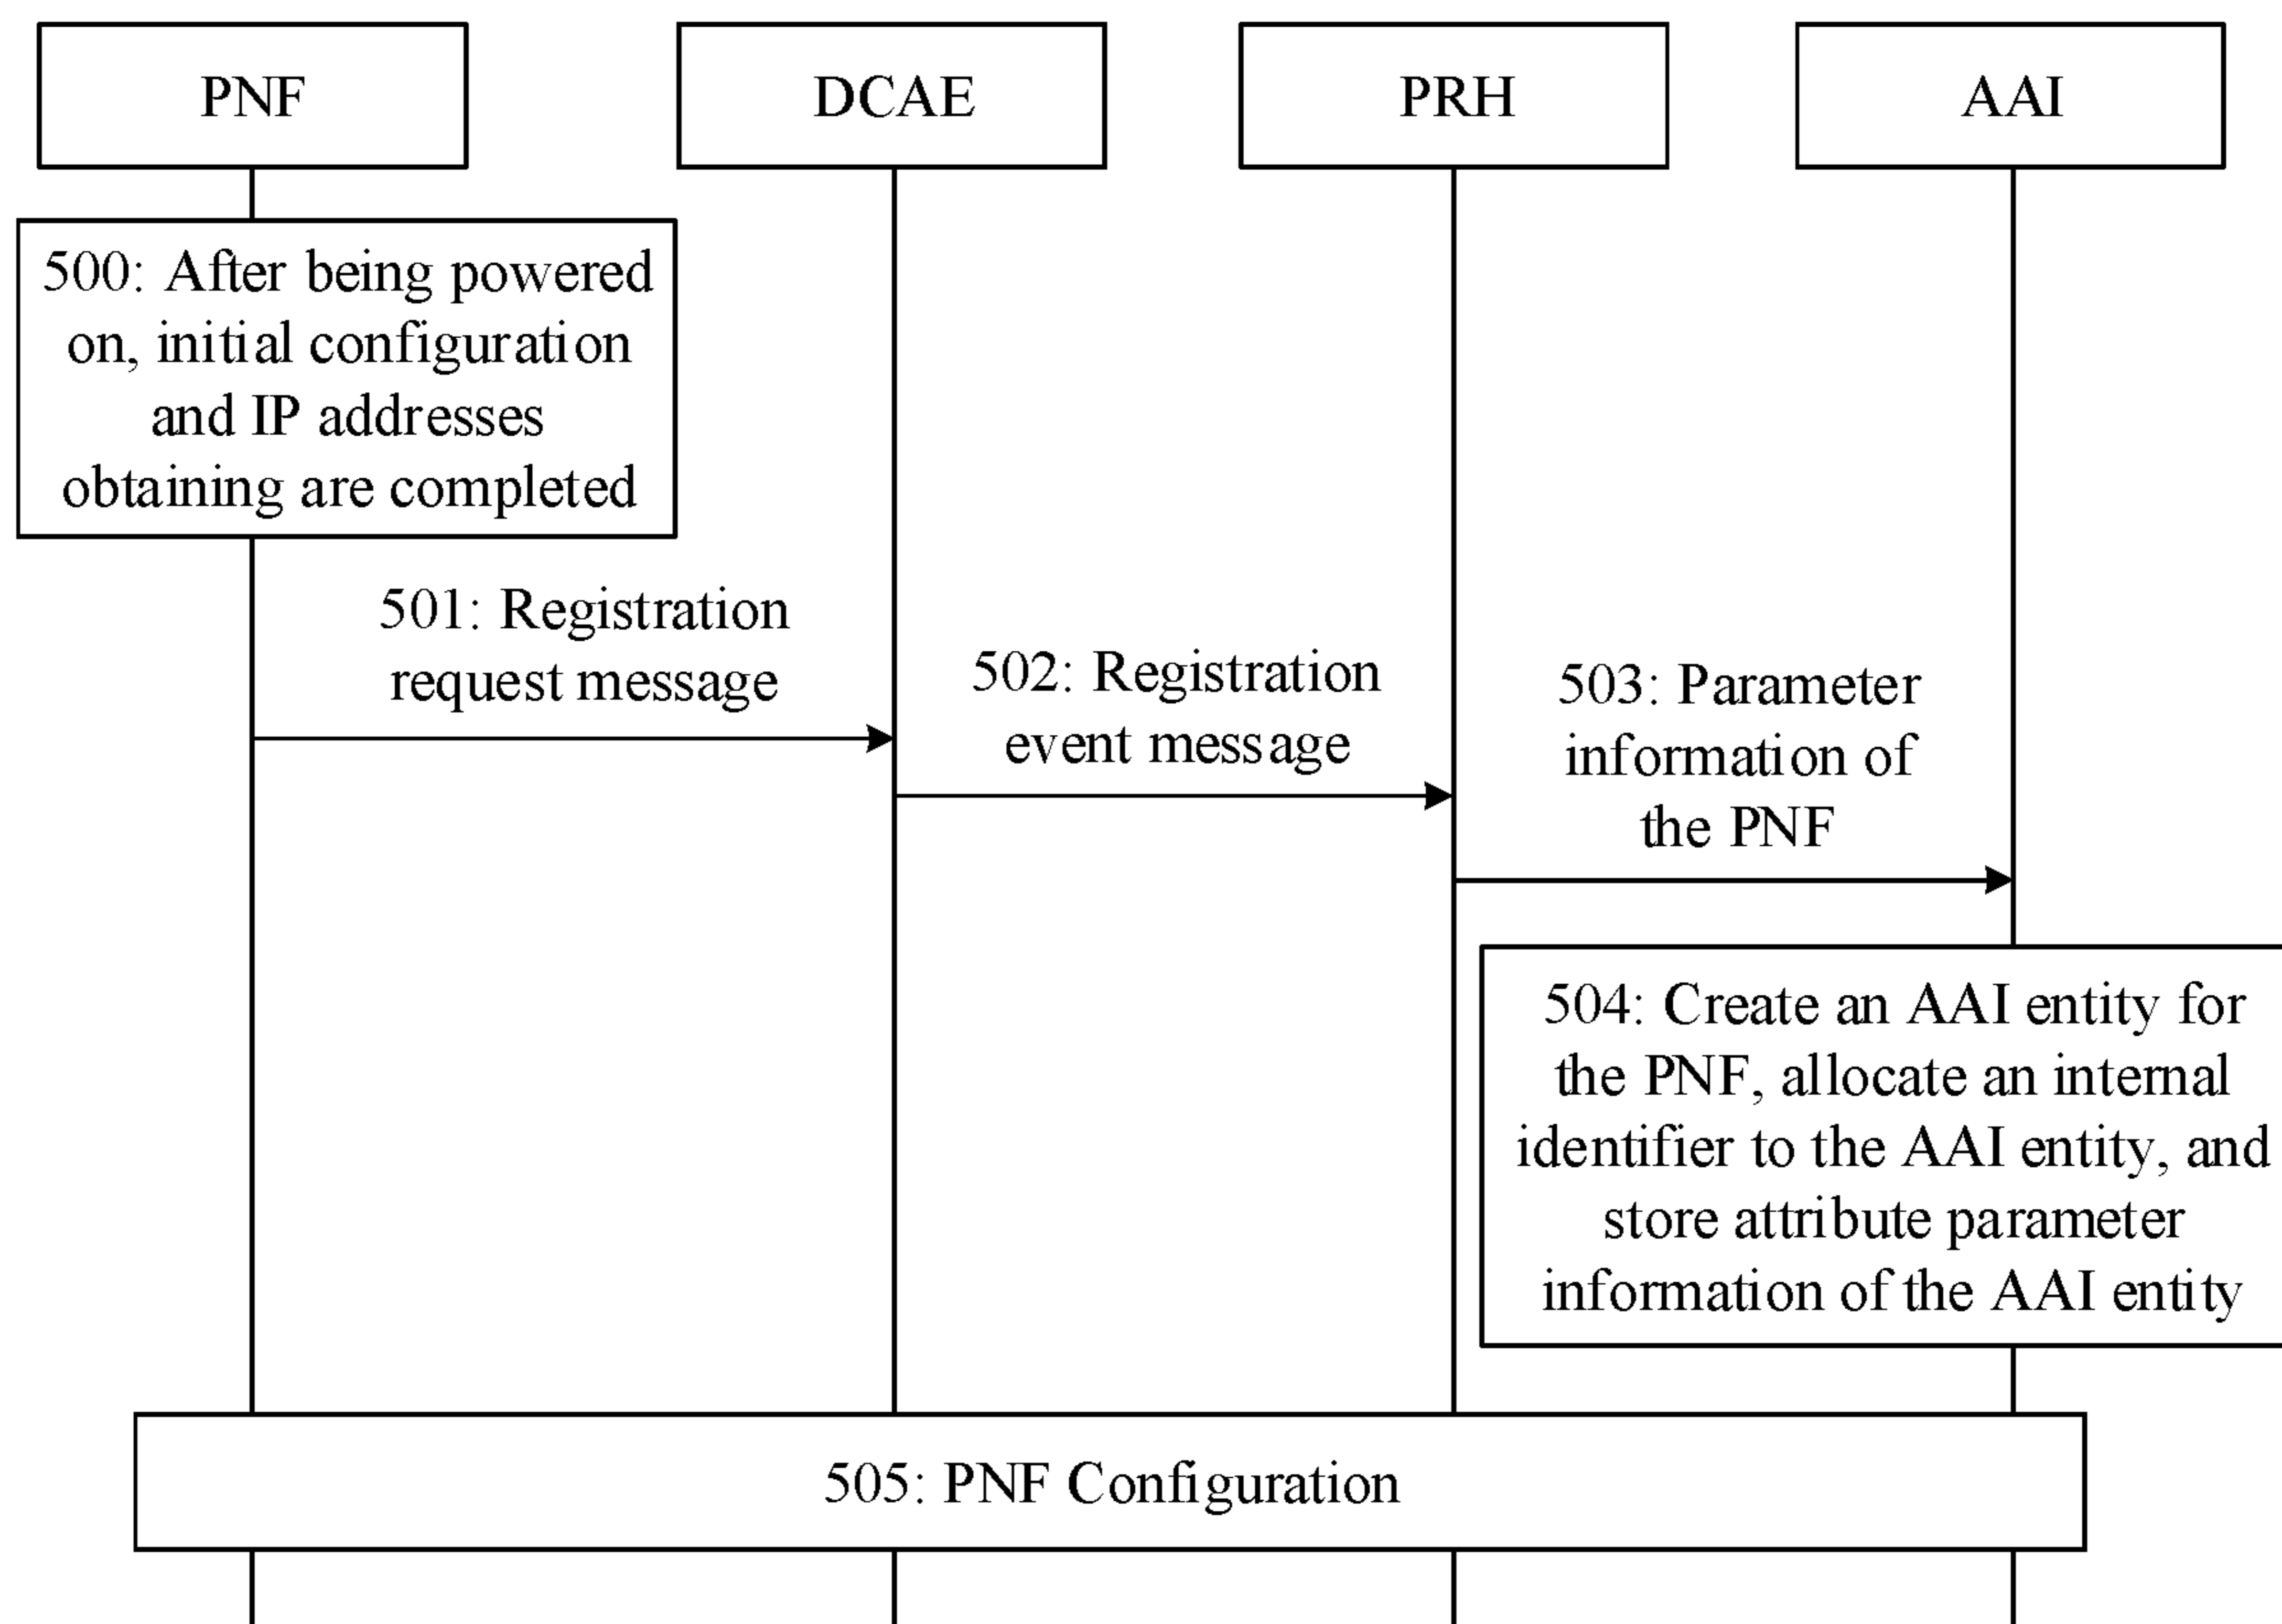 PNF
DCAE
PRH
AAI
500: After being powered
on, initial configuration
and IP addresses
obtaining are completed
501: Registration
request message
502: Registration
event message
503: Parameter
information of
the PNF
504: Create an AAI entity for
the PNF, allocate an internal
identifier to the AAI entity, and
store attribute parameter
information of the AAI entity
505: PNF Configuration